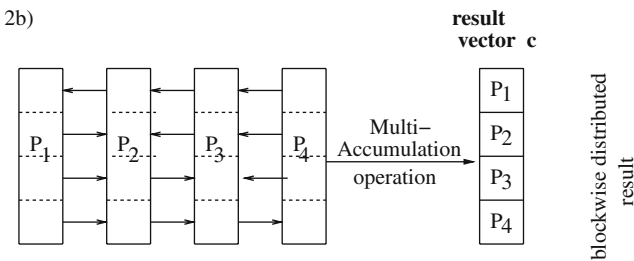 2b)
result
vector c
P1
P2
P3
P4
Multi–
Accumulation
operation
P1
P2
P3
P4
blockwise distributed
result